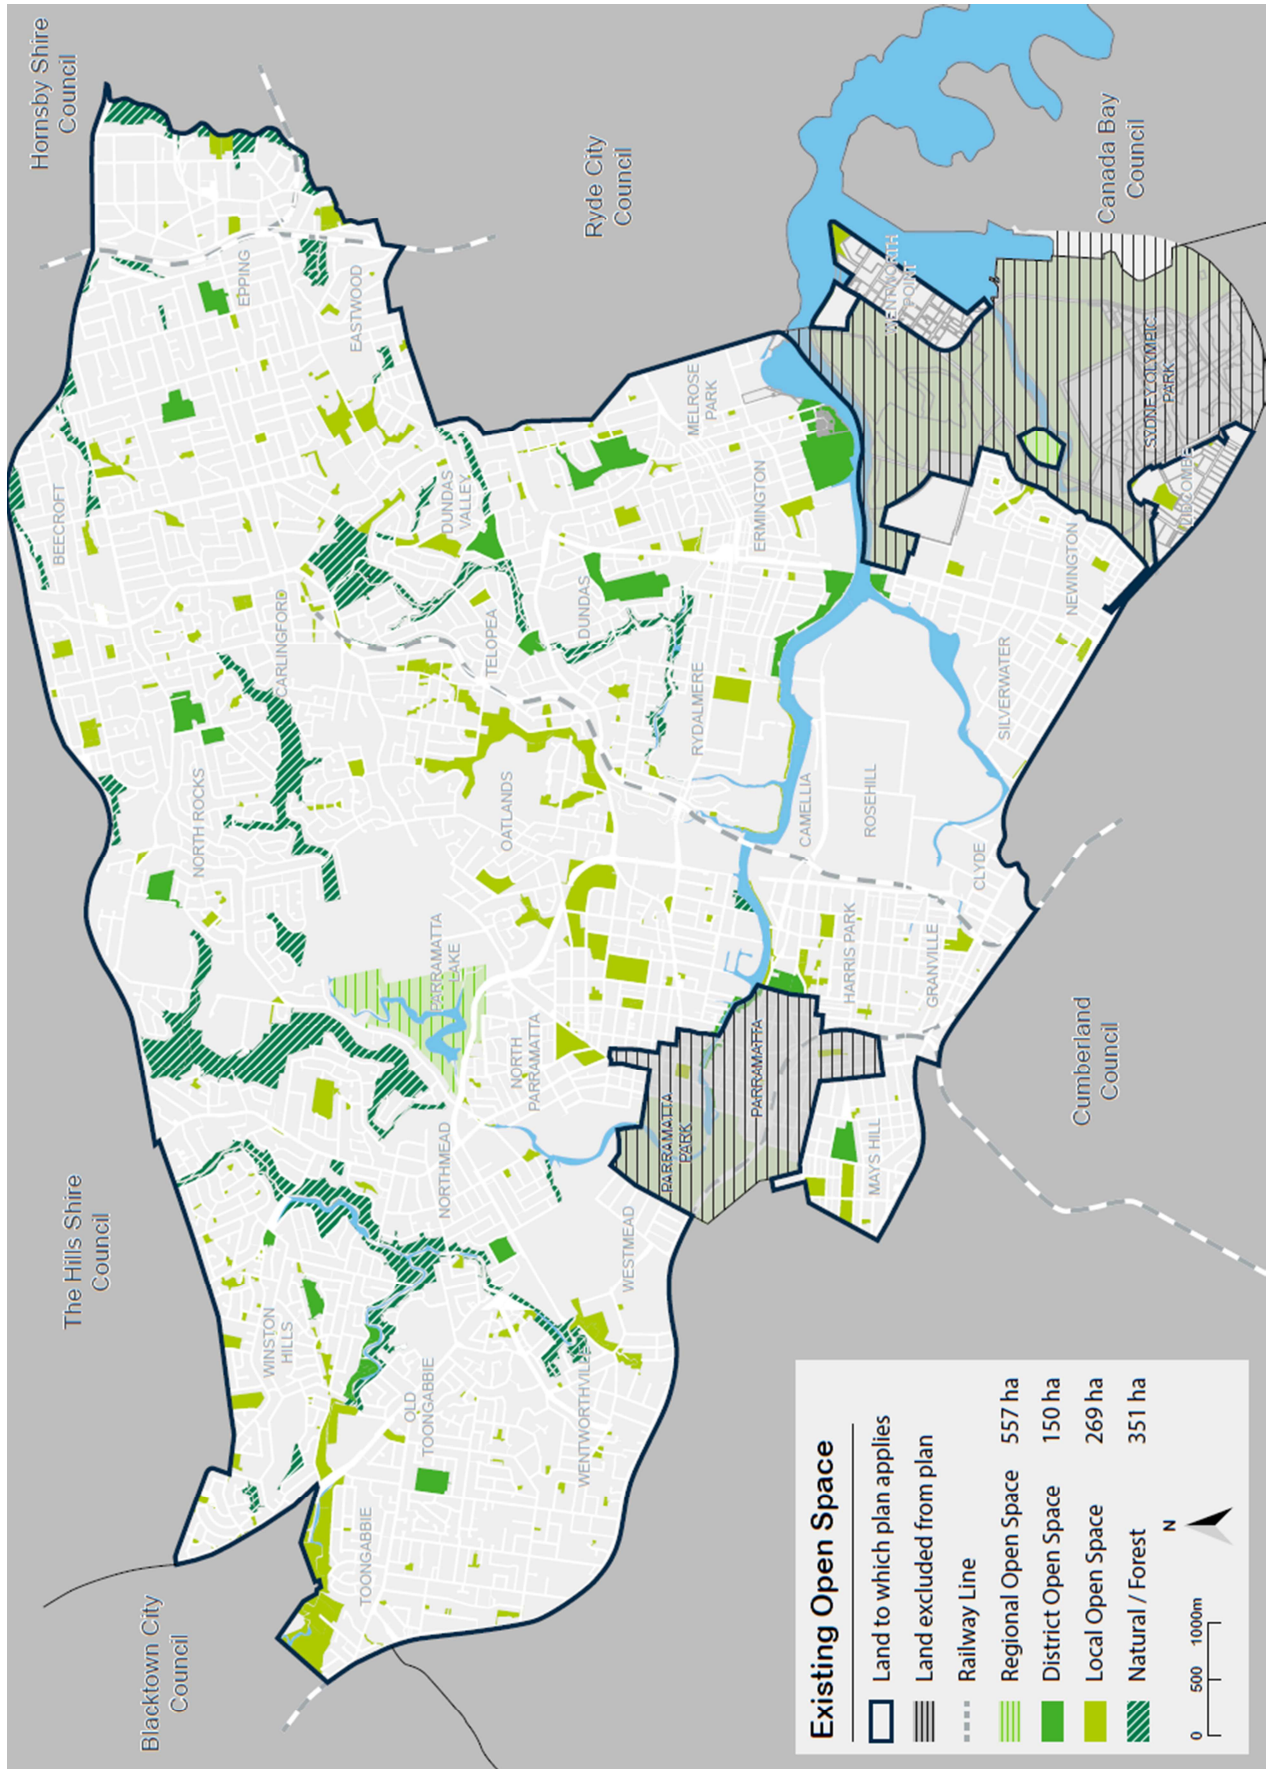 Hornsby Shire
Council
Ryde City
Council
Canada Bay
Council
The Hills Shire
Council
Blacktown City
Council
Cumberland
Council
EPPING
EASTWOOD
BEECROFT
CARLINGFORD
DUNDAS
VALLEY
TELOPEA
DUNDAS
ERMINGTON
MELROSE
PARK
WENTWORTH
POINT
SYDNEY OLYMPIC
PARK
LIDCOMBE
NEWINGTON
SILVERWATER
RYDALMERE
CAMELLIA
ROSEHILL
CLYDE
NORTH ROCKS
OATLANDS
PARRAMATTA
LAKE
HARRIS PARK
GRANVILLE
NORTH
PARRAMATTA
PARRAMATTA
PARRAMATTA
PARK
MAYS HILL
NORTHMEAD
WESTMEAD
WINSTON
HILLS
OLD
TOONGABBIE
WENTWORTHVILLE
TOONGABBIE
Existing Open Space
Land to which plan applies
Land excluded from plan
Railway Line
Regional Open Space 557 ha
District Open Space 150 ha
Local Open Space 269 ha
Natural / Forest 351 ha
0 500 1000m
N